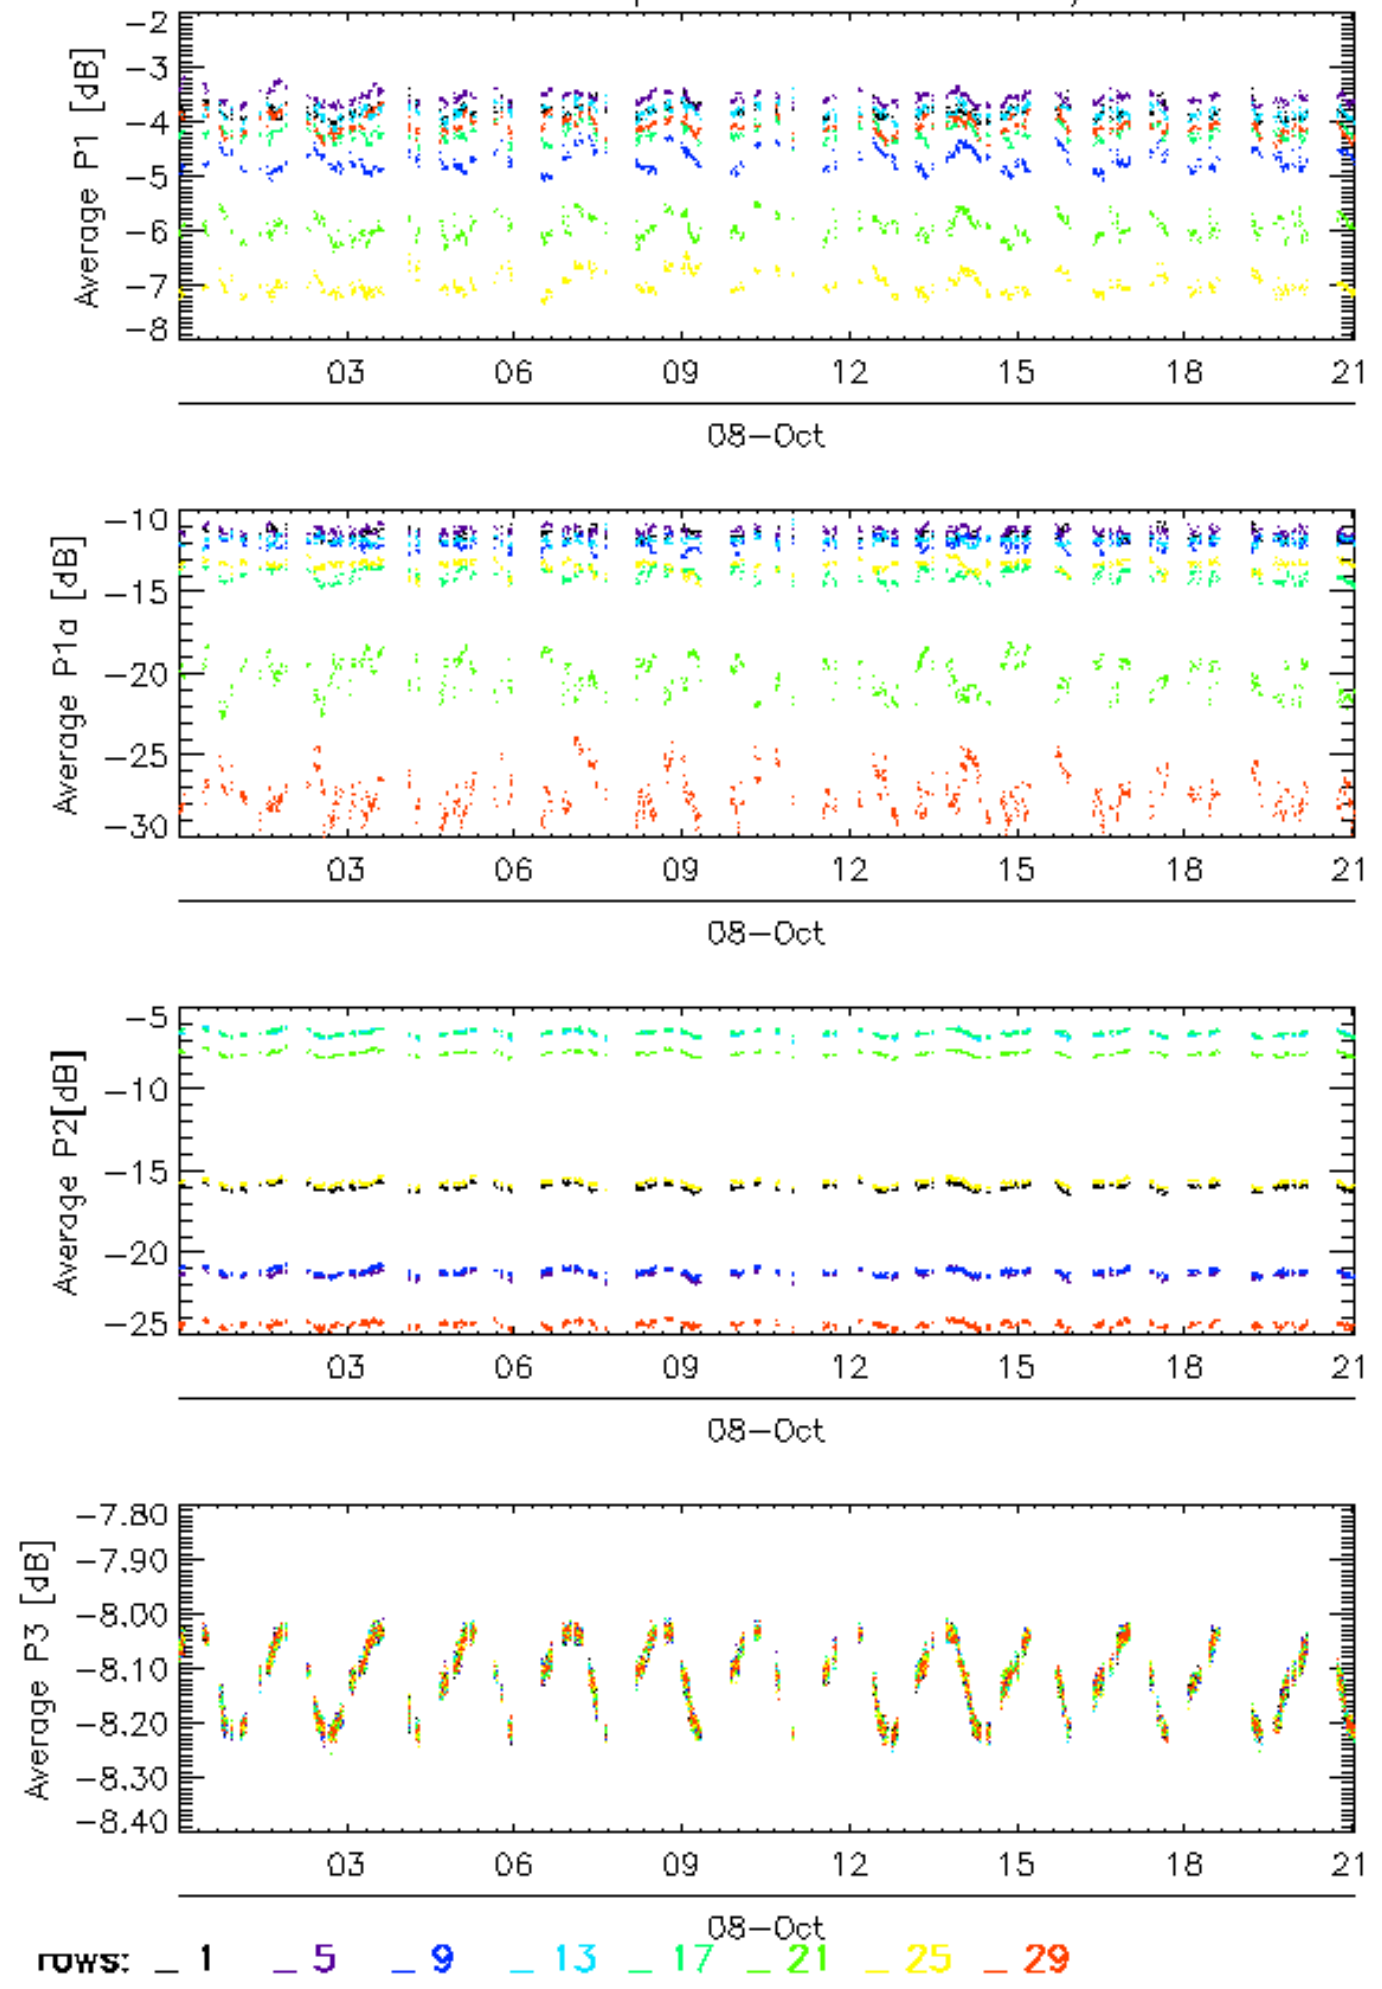 Average P1 [dB]
-2
-3
-4
-5
-6
-7
-8
03 06 09 12 15 18 21
08-Oct
Average P1a [dB]
-10
-15
-20
-25
-30
03 06 09 12 15 18 21
08-Oct
Average P2[dB]
-5
-10
-15
-20
-25
03 06 09 12 15 18 21
08-Oct
Average P3 [dB]
-7.80
-7.90
-8.00
-8.10
-8.20
-8.30
-8.40
03 06 09 12 15 18 21
08-Oct
rows: _ 1 _ 5 _ 9 _ 13 _ 17 _ 21 _ 25 _ 29